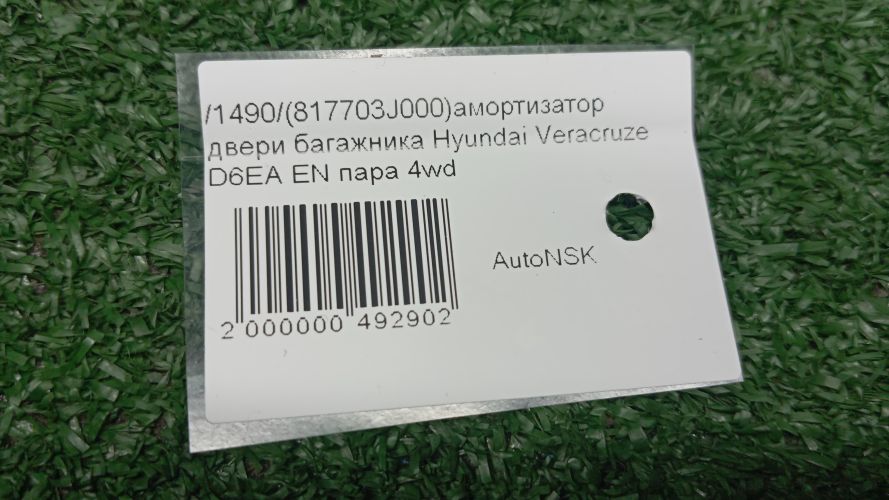 /1490/(817703J000)амортизатор
двери багажника Hyundai Veracruze
D6EA EN пара 4wd
AutoNSK
2 000000 492902